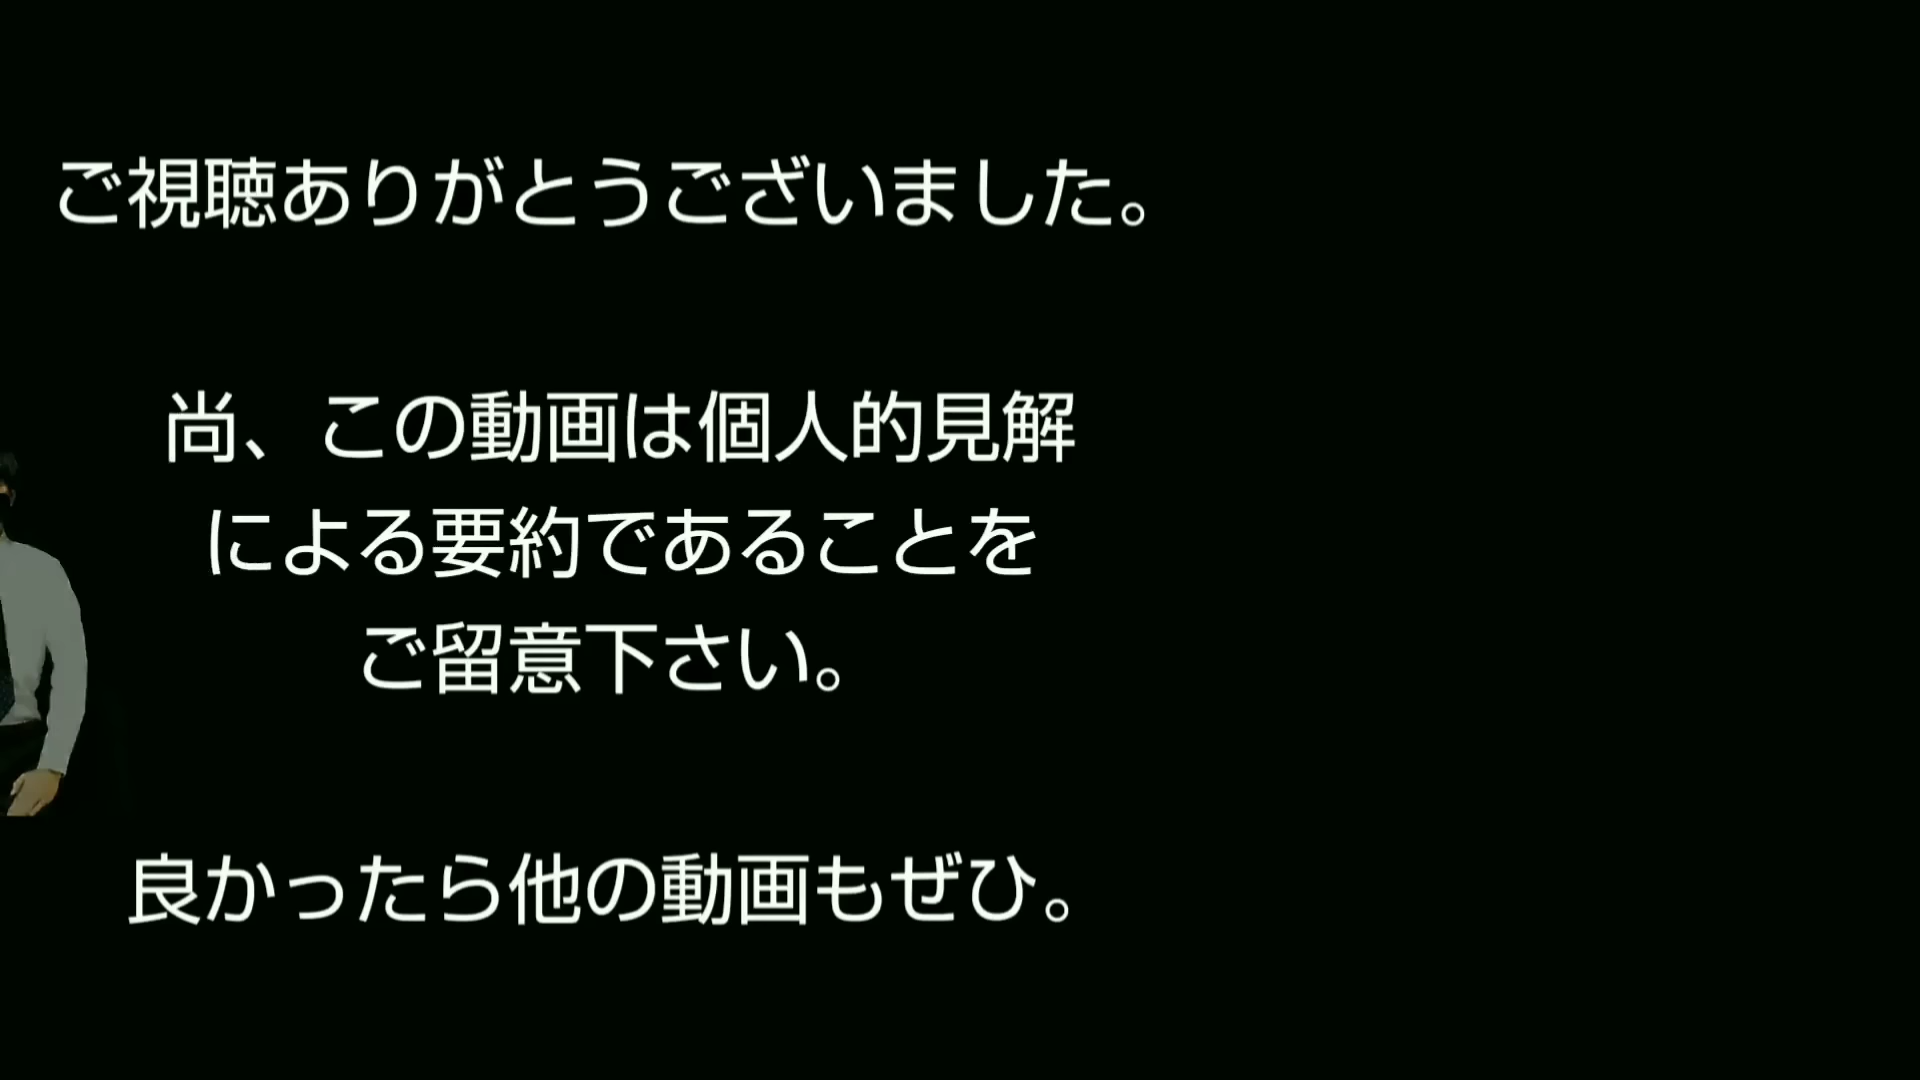 ご視聴ありがとうございました。
尚、この動画は個人的見解
による要約であることを
ご留意下さい。
良かったら他の動画もぜひ。